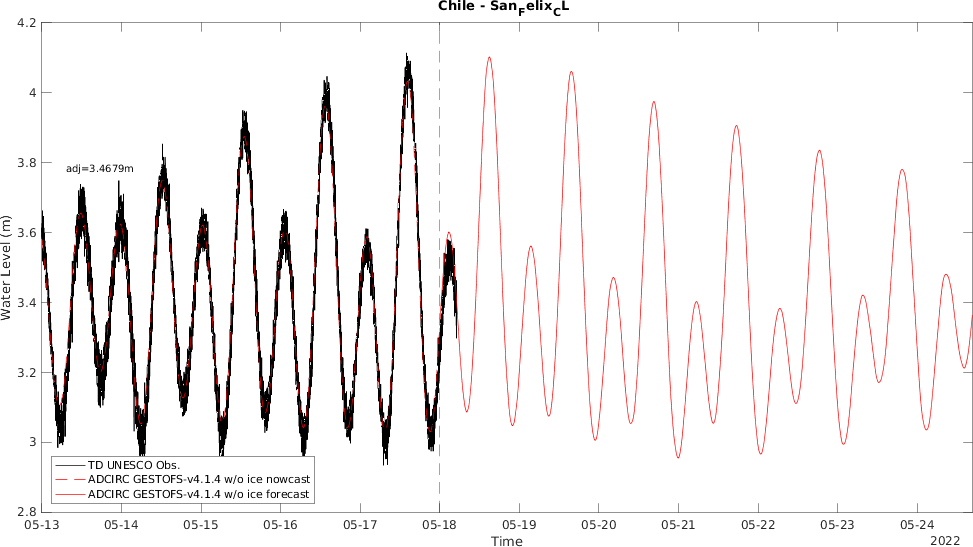 Chile - San_Felix_CL
4.2
4
3.8
3.6
3.4
3.2
3
2.8
Water Level (m)
adj=3.4679m
TD UNESCO Obs.
ADCIRC GESTOFS-v4.1.4 w/o ice nowcast
ADCIRC GESTOFS-v4.1.4 w/o ice forecast
05-13 05-14 05-15 05-16 05-17 05-18 05-19 05-20 05-21 05-22 05-23 05-24
Time
2022